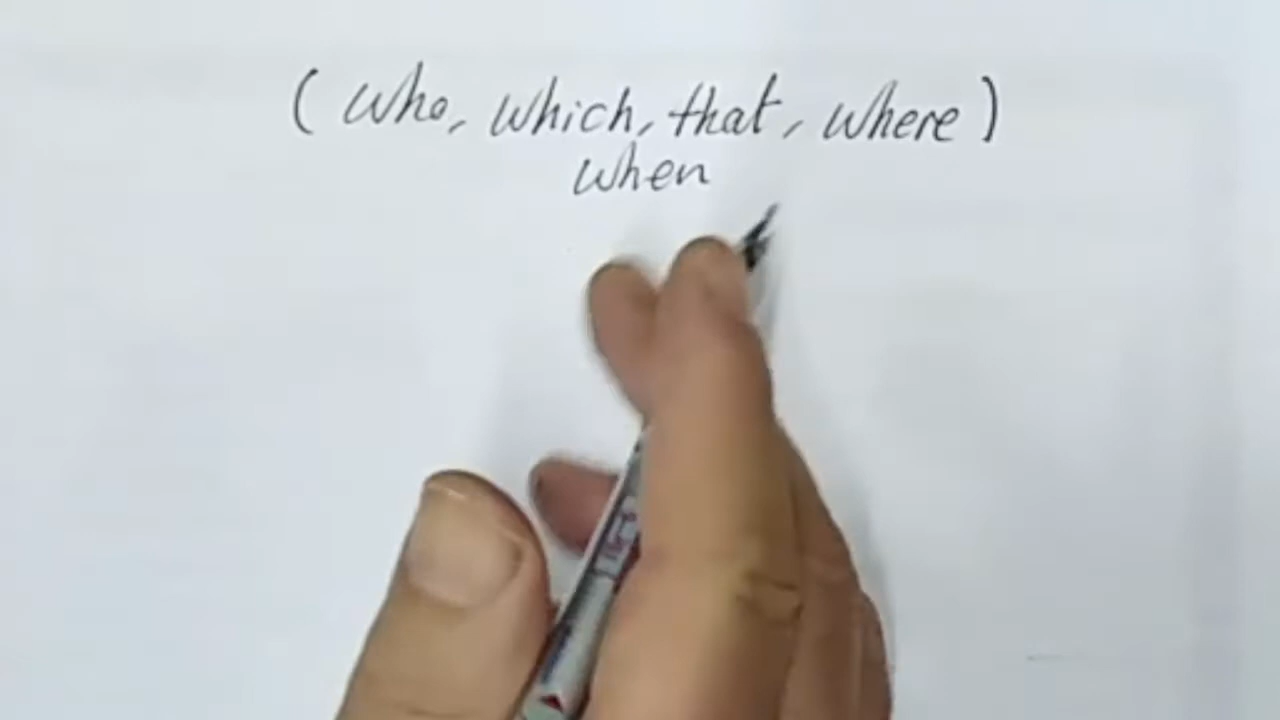 (who, which, that, where)
when